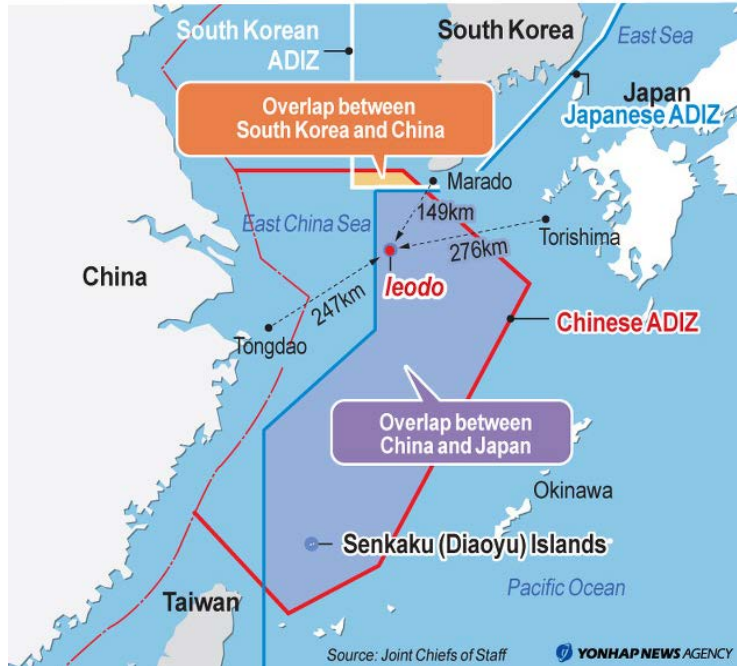 South Korean
ADIZ
South Korea
East Sea
Japan
Japanese ADIZ
Overlap between
South Korea and China
Marado
149km
East China Sea
Torishima
276km
China
Ieodo
247km
Tongdao
Chinese ADIZ
Overlap between
China and Japan
Okinawa
Senkaku (Diaoyu) Islands
Pacific Ocean
Taiwan
Source: Joint Chiefs of Staff
YONHAP NEWS AGENCY